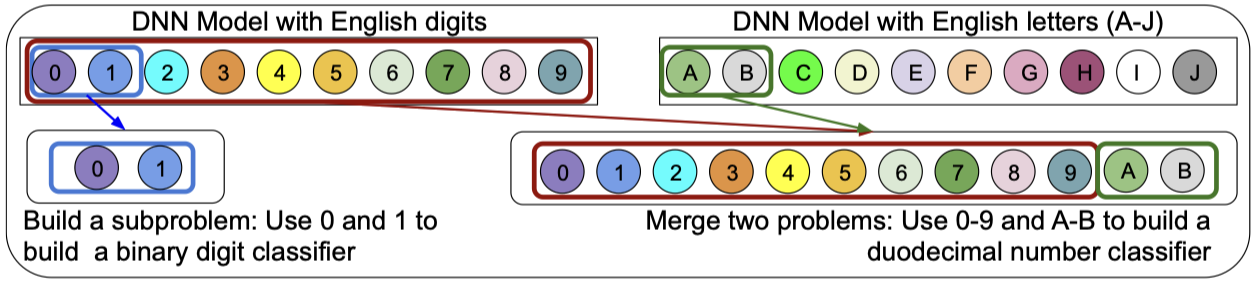 DNN Model with English digits
0 1 2 3 4 5 6 7 8 9
DNN Model with English letters (A-J)
A B C D E F G H I J
0 1
Build a subproblem: Use 0 and 1 to
build a binary digit classifier
0 1 2 3 4 5 6 7 8 9 A B
Merge two problems: Use 0-9 and A-B to build a
duodecimal number classifier